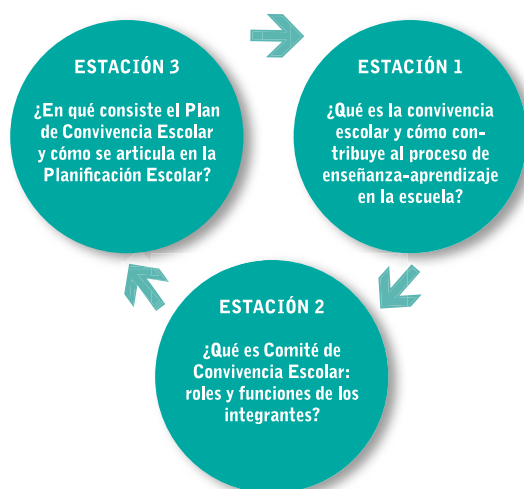 ESTACIÓN 3
¿En qué consiste el Plan
de Convivencia Escolar
y cómo se articula en la
Planificación Escolar?
ESTACIÓN 1
¿Qué es la convivencia
escolar y cómo con-
tribuye al proceso de
enseñanza-aprendizaje
en la escuela?
ESTACIÓN 2
¿Qué es Comité de
Convivencia Escolar:
roles y funciones de los
integrantes?